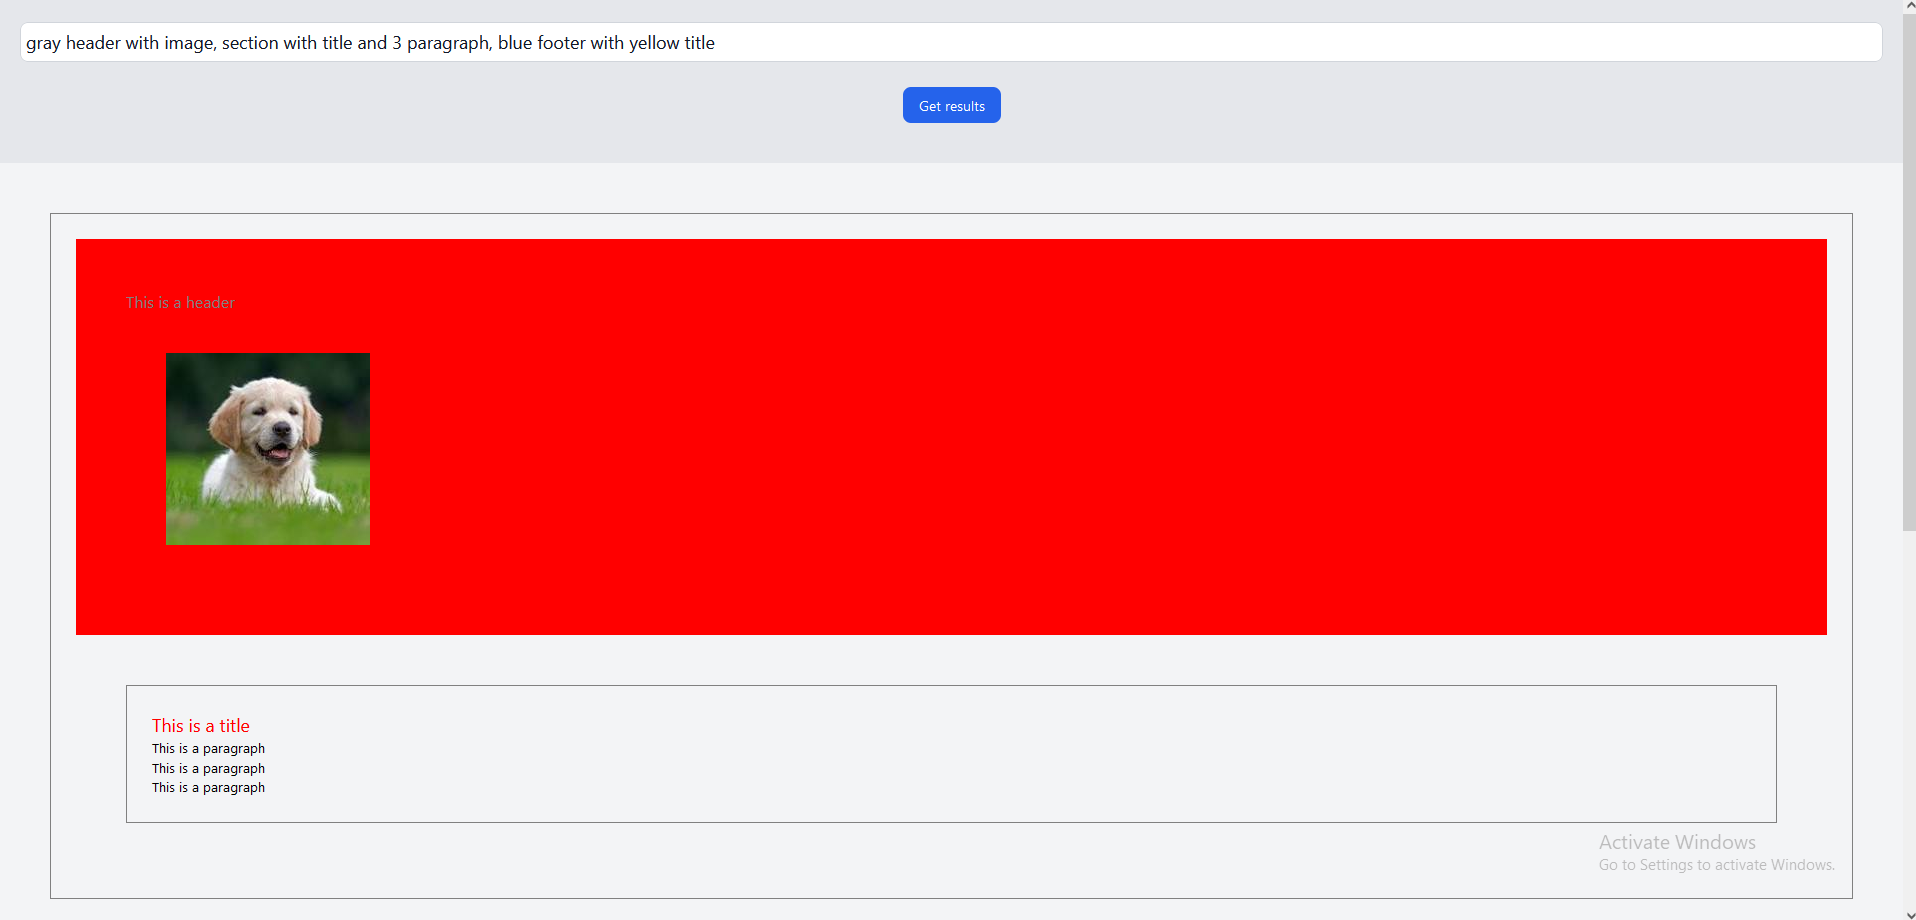 gray header with image, section with title and 3 paragraph, blue footer with yellow title
Get results
This is a header
This is a title
This is a paragraph
This is a paragraph
This is a paragraph
Activate Windows
Go to Settings to activate Windows.